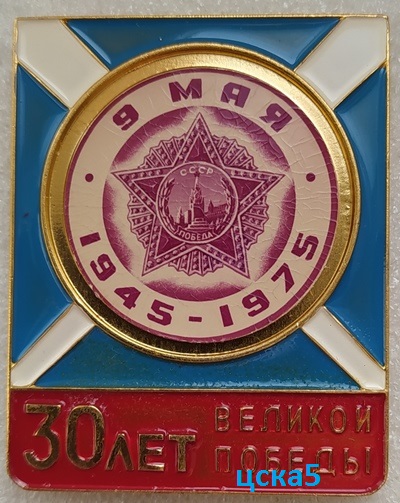 9 МАЯ
СССР
ПОБЕДА
1945-1975
30 ЛЕТ ВЕЛИКОЙ
ПОБЕДЫ
цска5